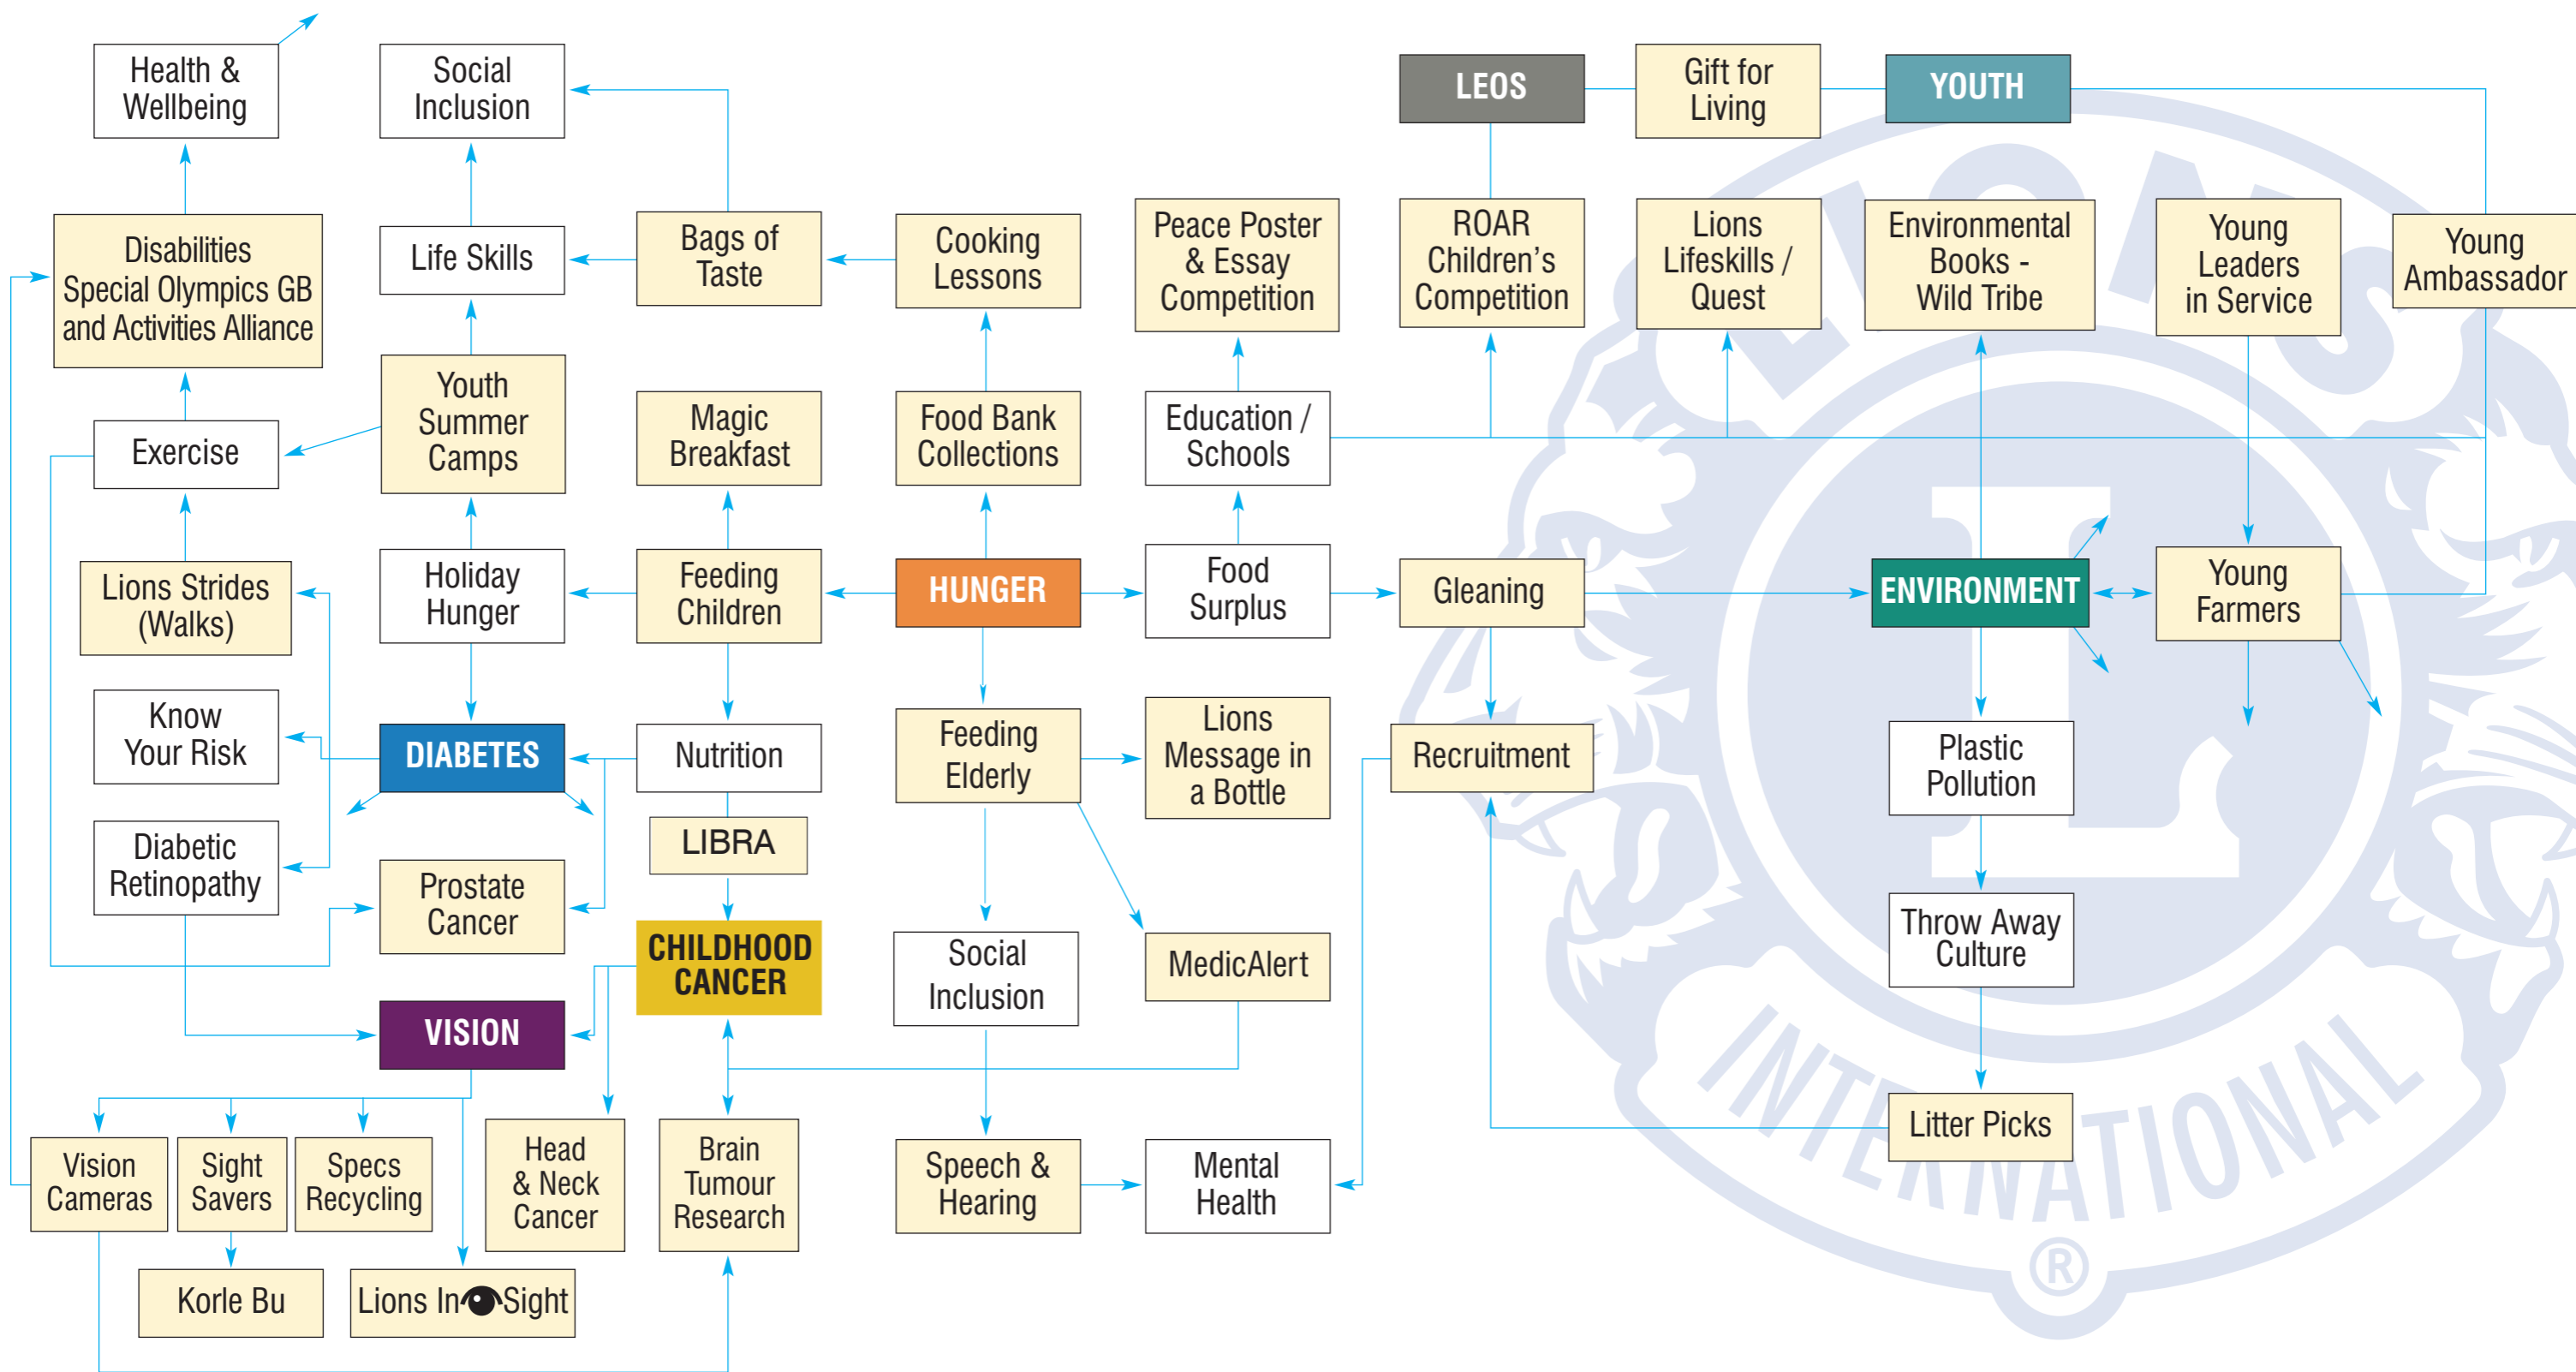 Health &
Wellbeing
Social
Inclusion
LEOS
Gift for
Living
YOUTH
Disabilities
Special Olympics GB
and Activities Alliance
Life Skills
Bags of
Taste
Cooking
Lessons
Peace Poster
& Essay
Competition
ROAR
Children's
Competition
Lions
Lifeskills /
Quest
Environmental
Books -
Wild Tribe
Young
Leaders
in Service
Young
Ambassador
Exercise
Youth
Summer
Camps
Magic
Breakfast
Food Bank
Collections
Education /
Schools
Lions Strides
(Walks)
Holiday
Hunger
Feeding
Children
HUNGER
Food
Surplus
Gleaning
ENVIRONMENT
Young
Farmers
Know
Your Risk
DIABETES
Nutrition
Feeding
Elderly
Lions
Message in
a Bottle
Recruitment
Plastic
Pollution
Diabetic
Retinopathy
Prostate
Cancer
LIBRA
CHILDHOOD
CANCER
Social
Inclusion
MedicAlert
Throw Away
Culture
VISION
Vision
Cameras
Sight
Savers
Specs
Recycling
Head
& Neck
Cancer
Brain
Tumour
Research
Speech &
Hearing
Mental
Health
Litter Picks
Korle Bu
Lions In Sight
LIONS
L
INTERNATIONAL
®